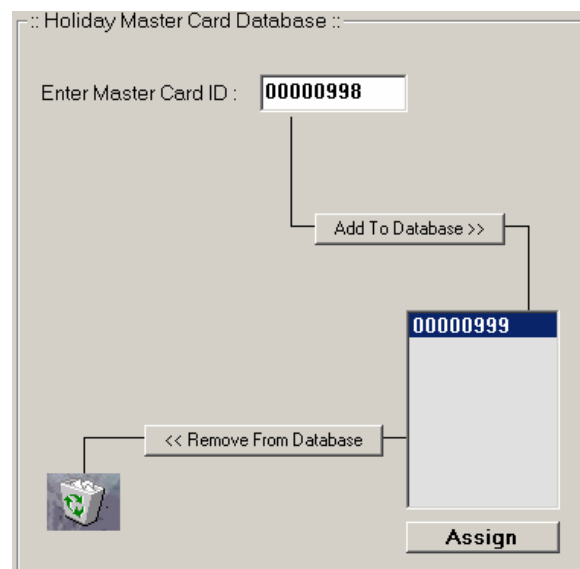 :: Holiday Master Card Database ::
Enter Master Card ID : 00000998
Add To Database >>
00000999
<< Remove From Database
Assign